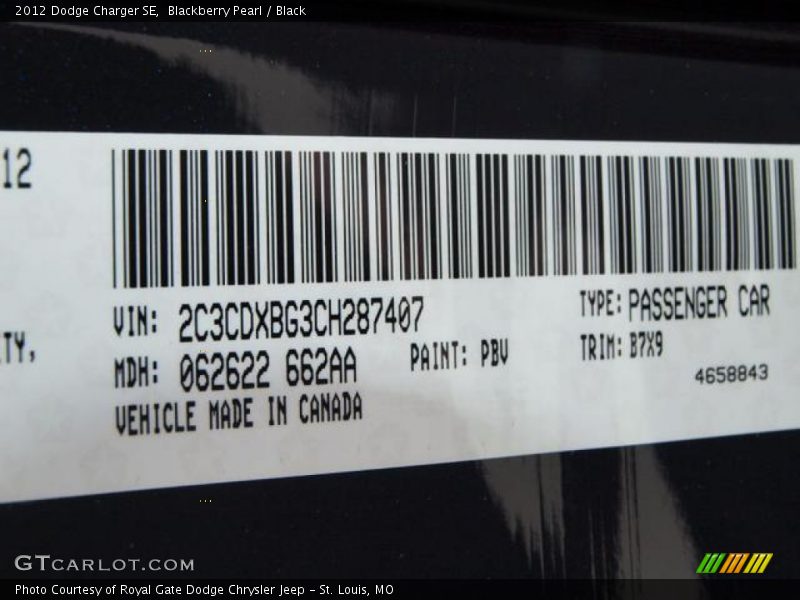 2012 Dodge Charger SE,  Blackberry Pearl / Black
12
VIN: 2C3CDXBG3CH287407
TYPE: PASSENGER CAR
TY,
MDH: 062622 662AA
PAINT: PBV
TRIM: B7X9
4658843
VEHICLE MADE IN CANADA
GTCARLOT.COM
Photo Courtesy of Royal Gate Dodge Chrysler Jeep - St. Louis, MO